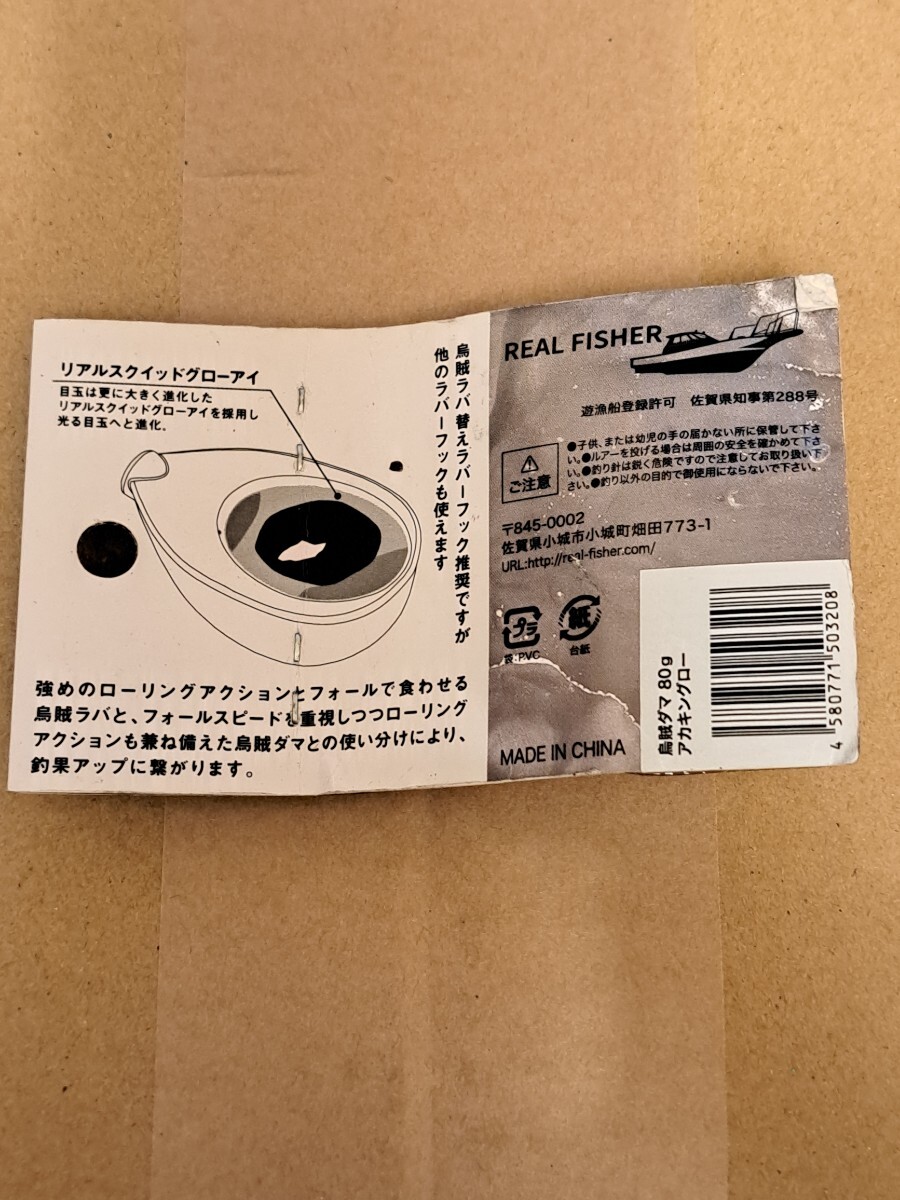 リアルスクイッドグローアイ
目玉は更に大きく進化した
リアルスクイッドグローアイを採用し
光る目玉へと進化.
烏賊ラバ替えラバーフック推奨ですが
他のラバーフックも使えます
強めのローリングアクションとフォールで食わせる
烏賊ラバと、フォールスピードを重視しつつローリング
アクションも兼ね備えた烏賊ダマとの使い分けにより、
釣果アップに繋がります。
REAL FISHER
遊漁船登録許可 佐賀県知事第288号
ご注意
●子供、または幼児の手の届かない所に保管して下さ
い。●ルアーを投げる場合は周囲の安全を確かめて下さ
い。●釣り針は鋭く危険ですので注意してお取り扱い下
さい。●釣り以外の目的で御使用にならないで下さい。
〒845-0002
佐賀県小城市小城町畑田773-1
URL:http://real-fisher.com/
プラ
袋:PVC
紙
台紙
MADE IN CHINA
烏賊ダマ 80g
アカキングロー
4 580771 503208